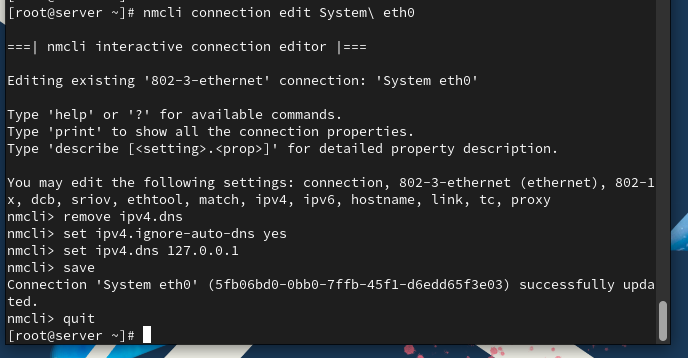 [root@server ~]# nmcli connection edit System\ eth0
===| nmcli interactive connection editor |===
Editing existing '802-3-ethernet' connection: 'System eth0'
Type 'help' or '?' for available commands.
Type 'print' to show all the connection properties.
Type 'describe [<setting>.<prop>]' for detailed property description.
You may edit the following settings: connection, 802-3-ethernet (ethernet), 802-1
x, dcb, sriov, ethtool, match, ipv4, ipv6, hostname, link, tc, proxy
nmcli> remove ipv4.dns
nmcli> set ipv4.ignore-auto-dns yes
nmcli> set ipv4.dns 127.0.0.1
nmcli> save
Connection 'System eth0' (5fb06bd0-0bb0-7ffb-45f1-d6edd65f3e03) successfully upda
ted.
nmcli> quit
[root@server ~]#